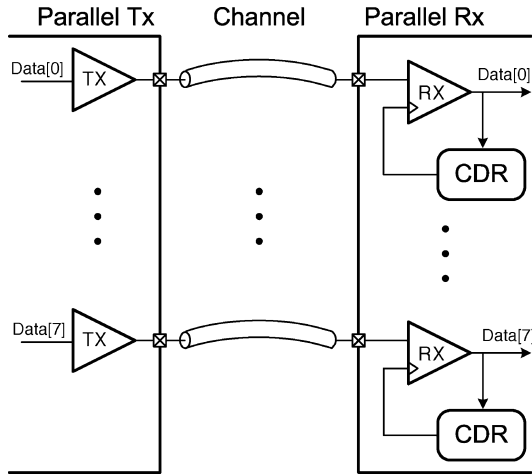 Parallel Tx Channel Parallel Rx
Data[0] TX RX Data[0]
CDR
Data[7] TX RX Data[7]
CDR